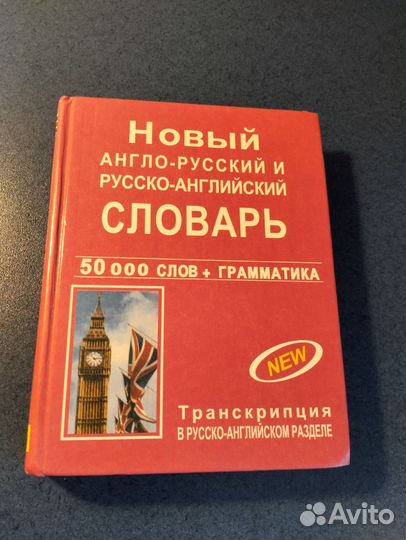 Новый
АНГЛО-РУССКИЙ И
РУССКО-АНГЛИЙСКИЙ
СЛОВАРЬ
50 000 СЛОВ + ГРАММАТИКА
NEW
Транскрипция
В РУССКО-АНГЛИЙСКОМ РАЗДЕЛЕ
Avito